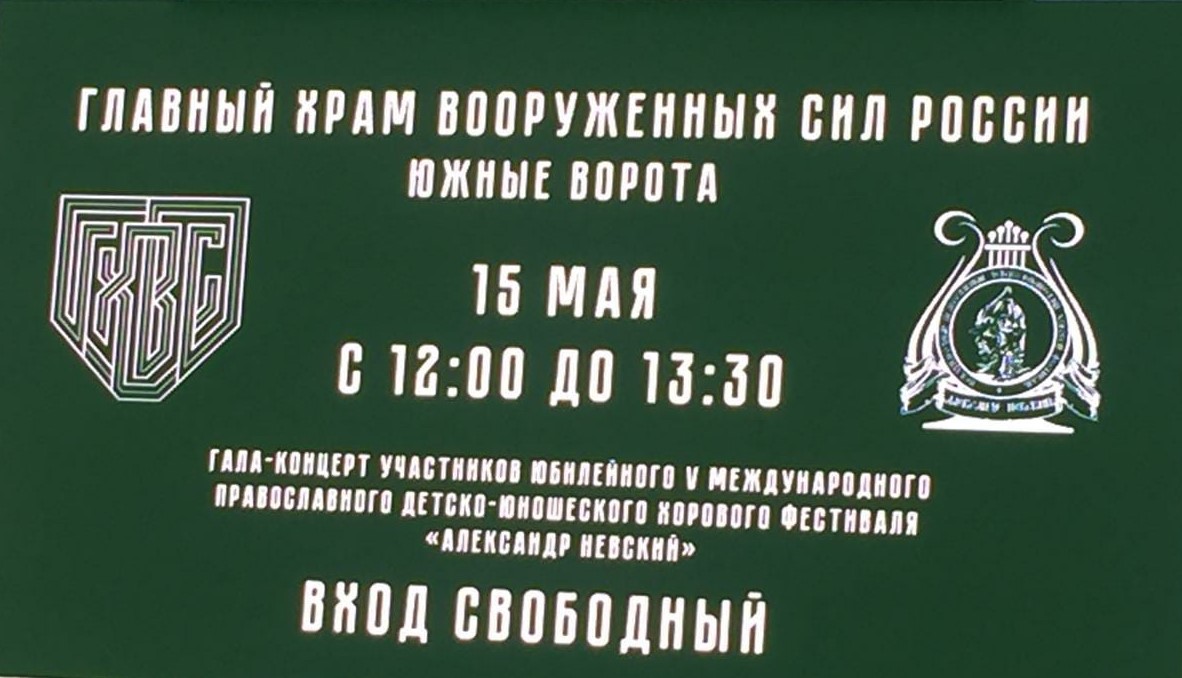 ГЛАВНЫЙ ХРАМ ВООРУЖЕННЫХ СИЛ РОССИИ
ЮЖНЫЕ ВОРОТА
ГХВС
15 МАЯ
С 12:00 ДО 13:30
ГАЛА-КОНЦЕРТ УЧАСТНИКОВ ЮБИЛЕЙНОГО V МЕЖДУНАРОДНОГО
ПРАВОСЛАВНОГО ДЕТСКО-ЮНОШЕСКОГО ХОРОВОГО ФЕСТИВАЛЯ
«АЛЕКСАНДР НЕВСКИЙ»
ВХОД СВОБОДНЫЙ